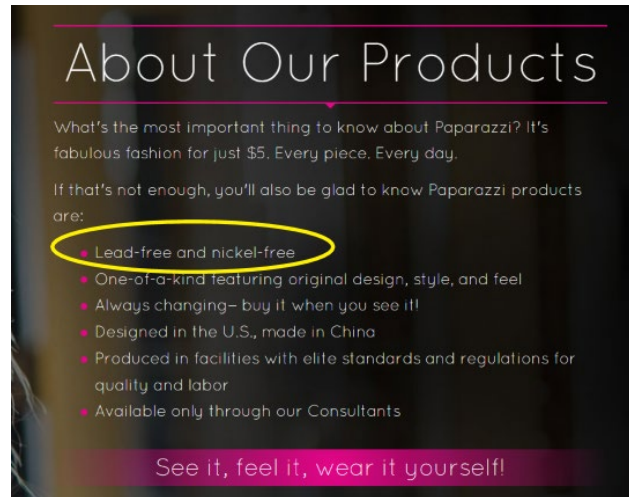 About Our Products
What's the most important thing to know about Paparazzi? It's
fabulous fashion for just $5. Every piece. Every day.
If that's not enough, you'll also be glad to know Paparazzi products
are:
• Lead-free and nickel-free
• One-of-a-kind featuring original design, style, and feel
• Always changing– buy it when you see it!
• Designed in the U.S., made in China
• Produced in facilities with elite standards and regulations for
quality and labor
• Available only through our Consultants
See it, feel it, wear it yourself!